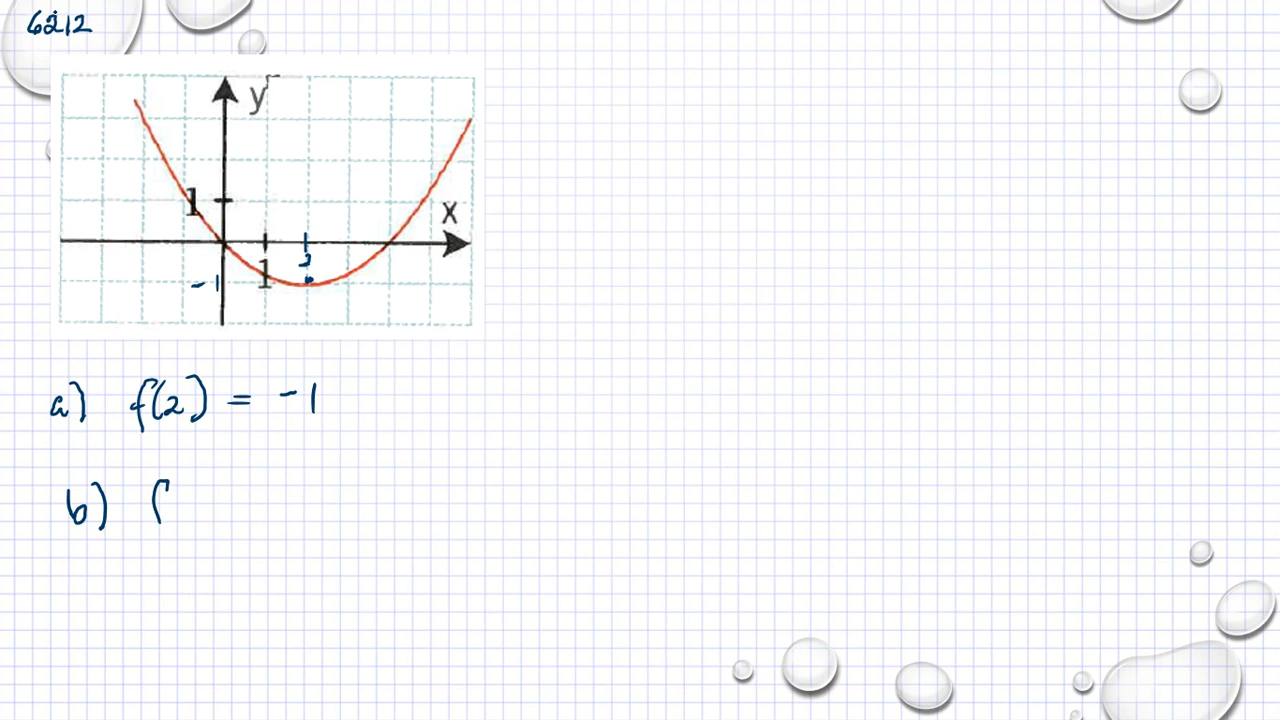 6212
y
1
x
2
-1
1
a) f(2) = -1
b) (